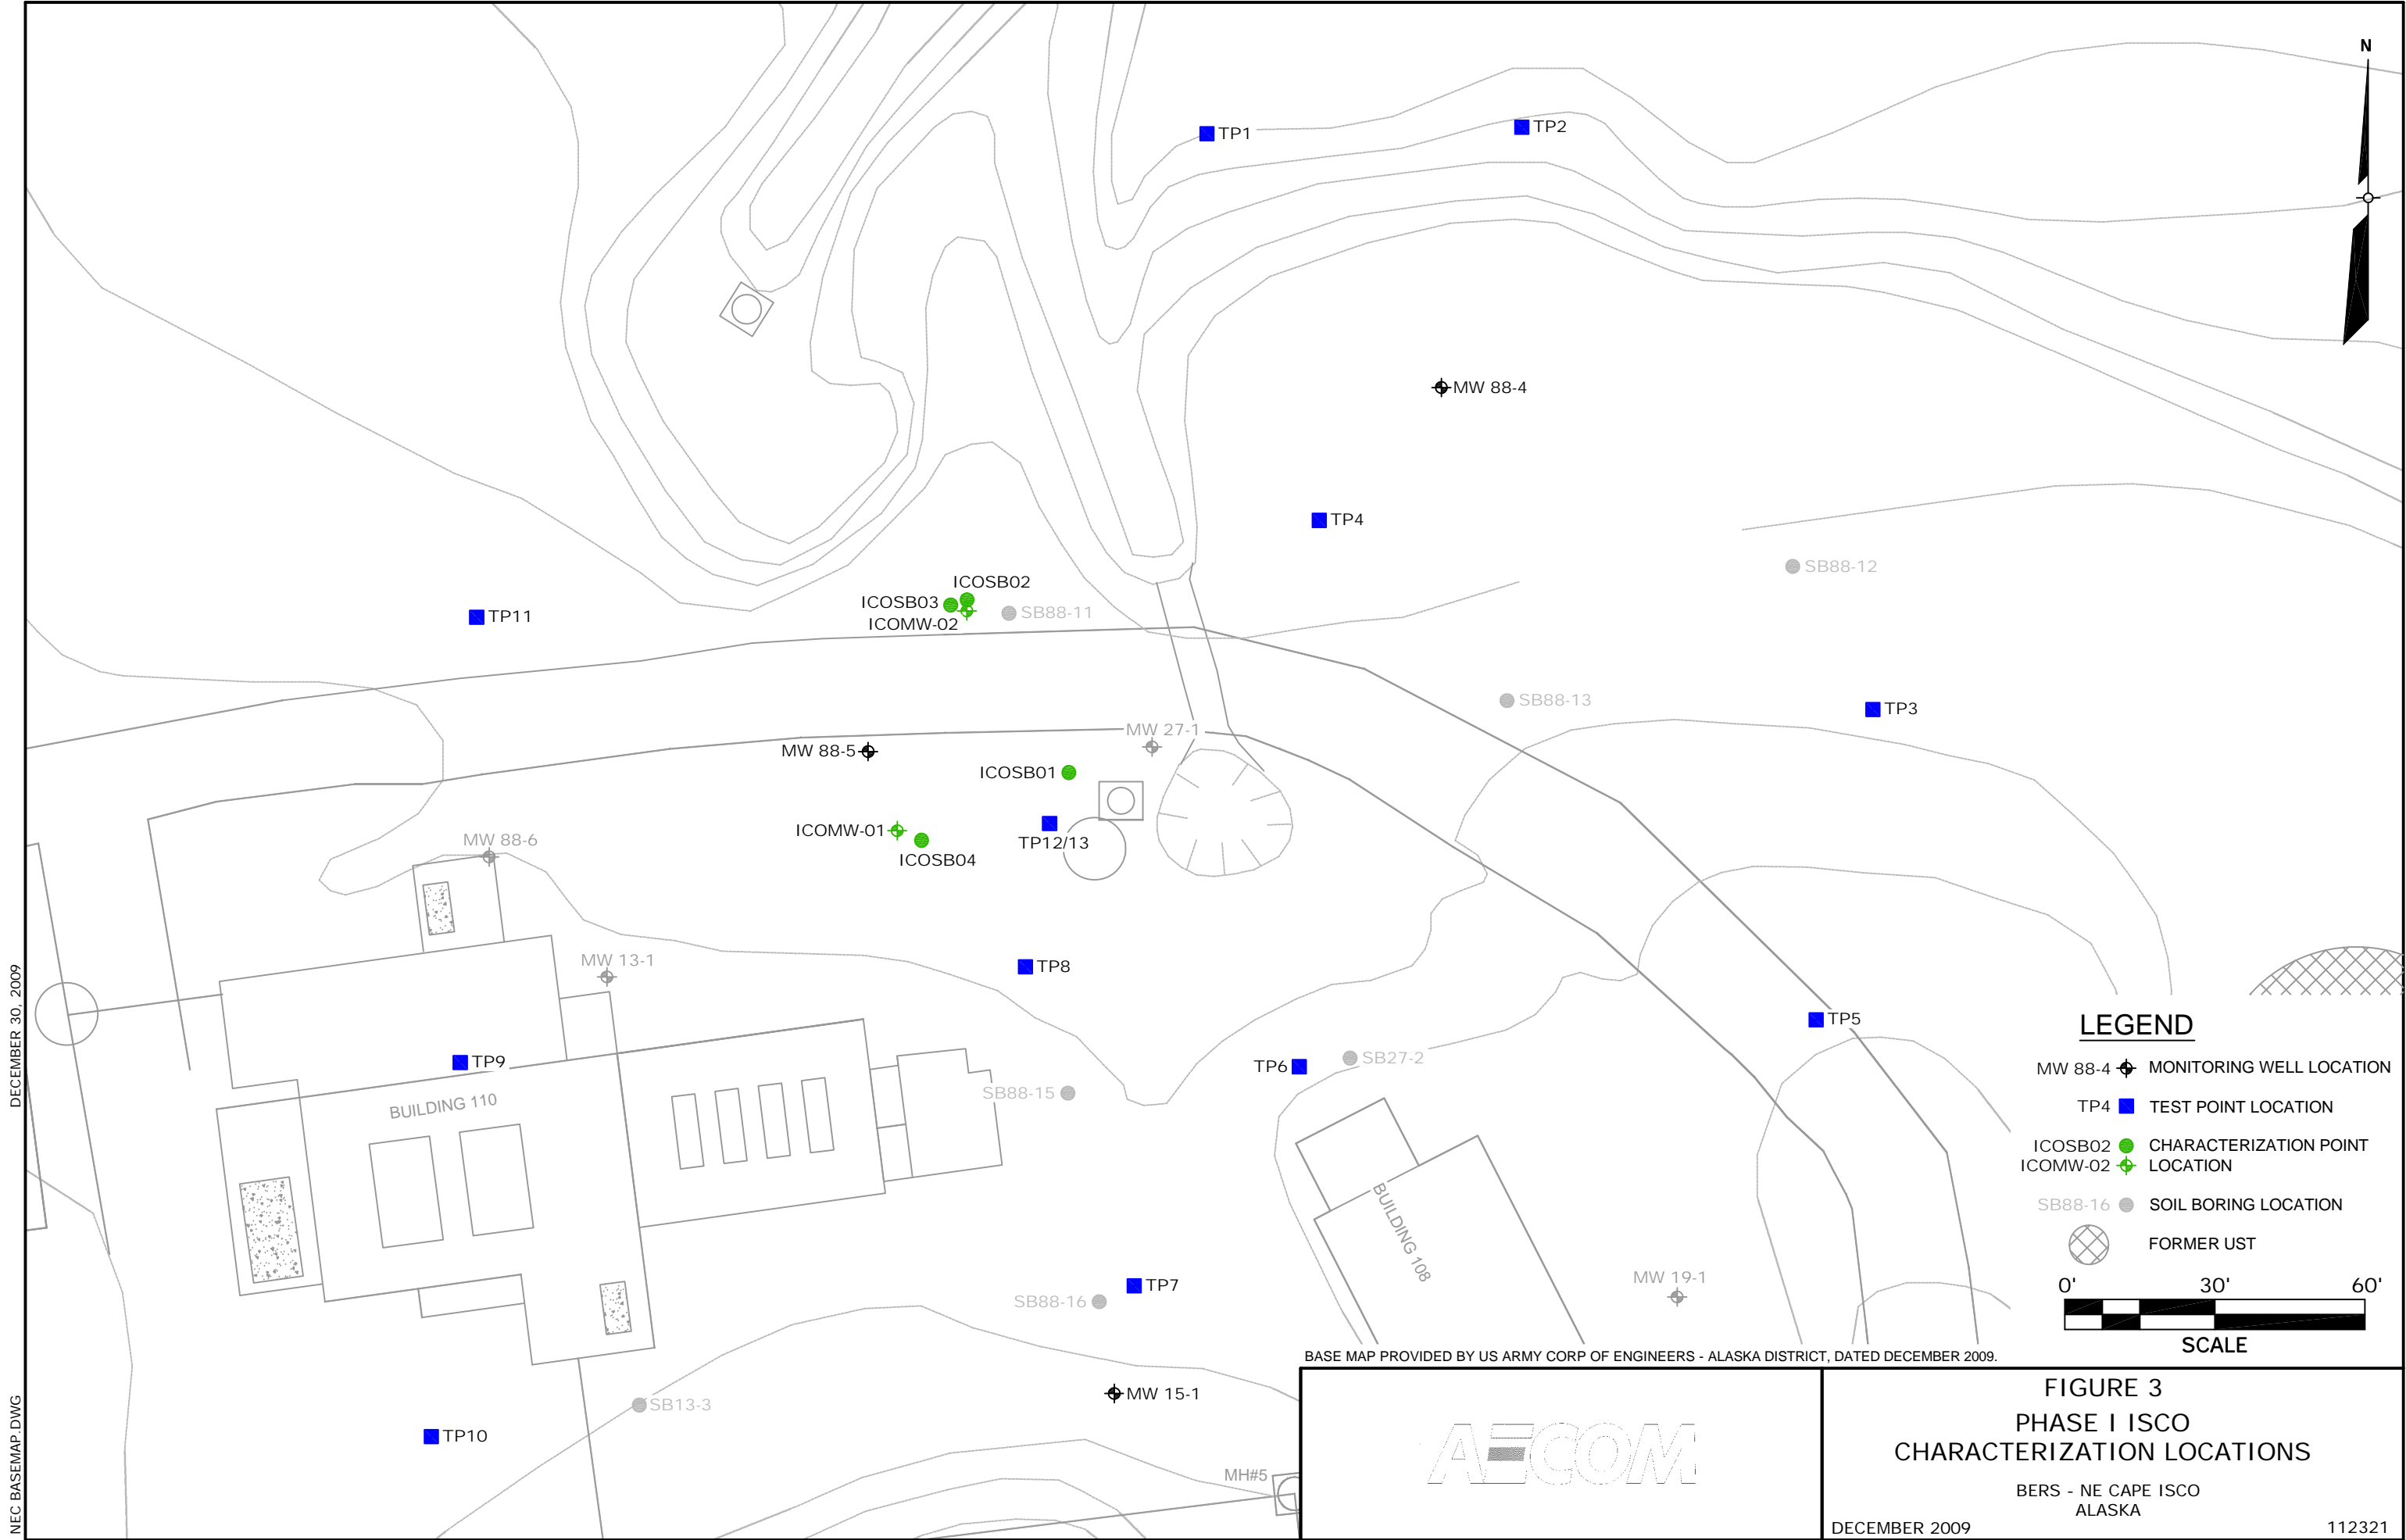 N
TP1
TP2
MW 88-4
TP4
SB88-12
ICOSB02
ICOSB03
ICOMW-02
SB88-11
TP11
SB88-13
TP3
MW 27-1
MW 88-5
ICOSB01
ICOMW-01
ICOSB04
TP12/13
MW 88-6
MW 13-1
TP8
TP5
TP9
TP6
SB27-2
SB88-15
BUILDING 110
BUILDING 108
TP7
SB88-16
MW 19-1
MW 15-1
SB13-3
TP10
MH#5
DECEMBER 30, 2009
NEC BASEMAP.DWG
LEGEND
MW 88-4 MONITORING WELL LOCATION
TP4 TEST POINT LOCATION
ICOSB02 CHARACTERIZATION POINT
ICOMW-02 LOCATION
SB88-16 SOIL BORING LOCATION
FORMER UST
0' 30' 60'
SCALE
BASE MAP PROVIDED BY US ARMY CORP OF ENGINEERS - ALASKA DISTRICT, DATED DECEMBER 2009.
AECOM
FIGURE 3
PHASE I ISCO
CHARACTERIZATION LOCATIONS
BERS - NE CAPE ISCO
ALASKA
DECEMBER 2009 112321